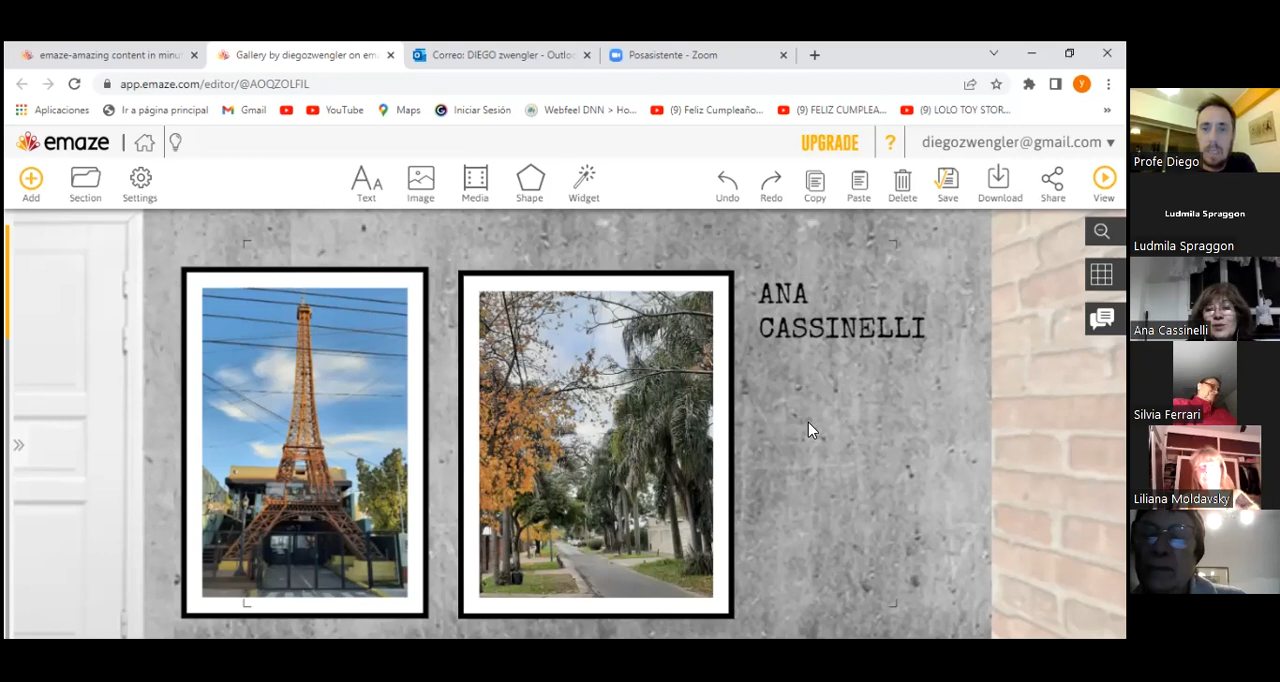 emaze-amazing content in minu
Gallery by diegozwengler on em
Correo: DIEGO zwengler - Outlo
Posasistente - Zoom
app.emaze.com/editor/@AOQZOLFIL
Aplicaciones
Ir a página principal
Gmail
YouTube
Maps
Iniciar Sesión
Webfeel DNN > Ho...
(9) Feliz Cumpleaño...
(9) FELIZ CUMPLEA...
(9) LOLO TOY STOR...
»
y
emaze
UPGRADE
?
diegozwengler@gmail.com
Add
Section
Settings
Text
Image
Media
Shape
Widget
Undo
Redo
Copy
Paste
Delete
Save
Download
Share
View
ANA
CASSINELLI
Profe Diego
Ludmila Spraggon
Ludmila Spraggon
Ana Cassinelli
Silvia Ferrari
Liliana Moldavsky